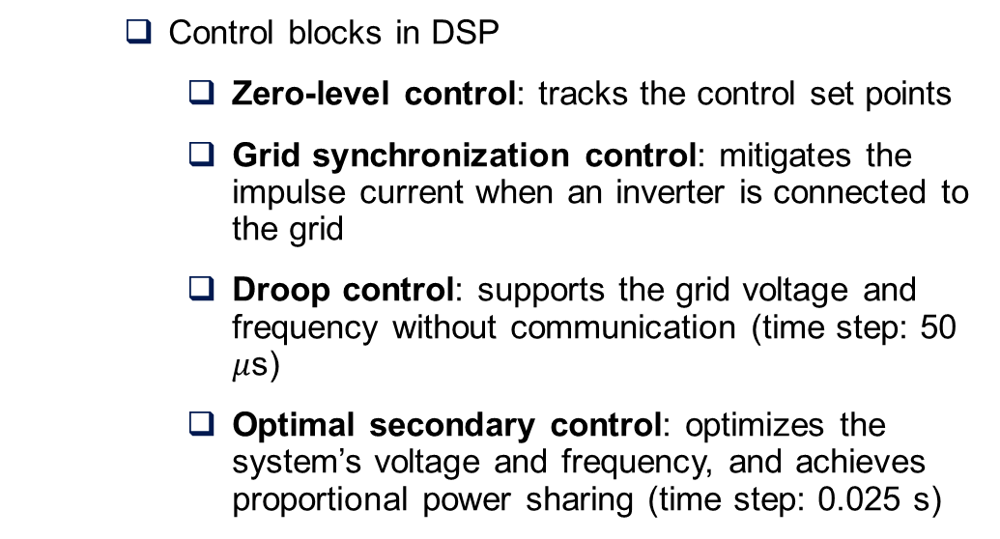 ❑ Control blocks in DSP
❑ Zero-level control: tracks the control set points
❑ Grid synchronization control: mitigates the
impulse current when an inverter is connected to
the grid
❑ Droop control: supports the grid voltage and
frequency without communication (time step: 50
𝜇s)
❑ Optimal secondary control: optimizes the
system’s voltage and frequency, and achieves
proportional power sharing (time step: 0.025 s)